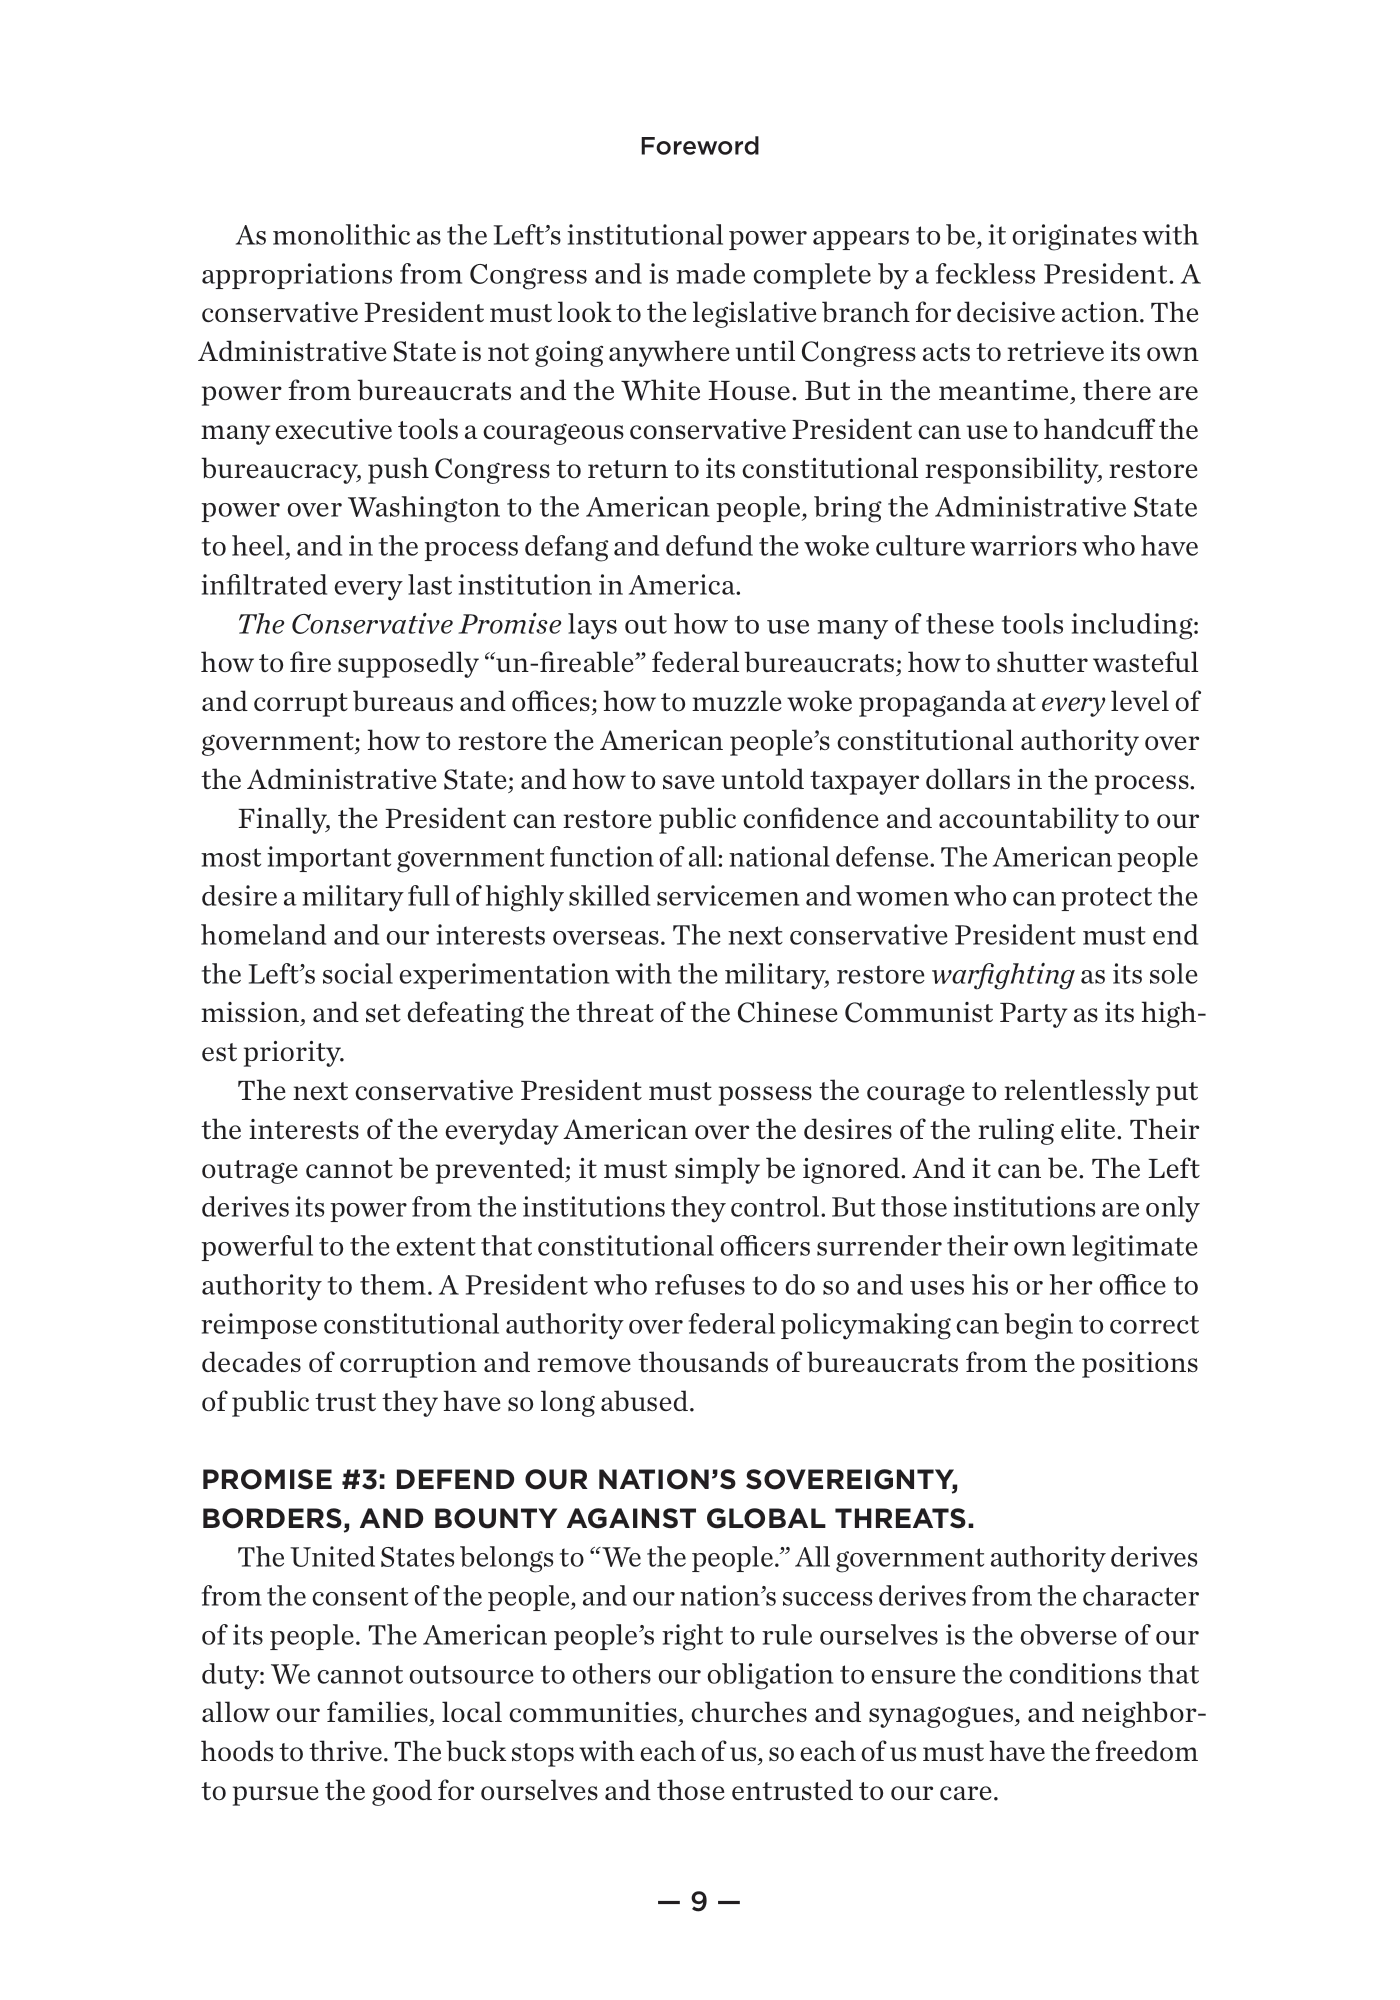 Foreword
As monolithic as the Left’s institutional power appears to be, it originates with
appropriations from Congress and is made complete by a feckless President. A
conservative President must look to the legislative branch for decisive action. The
Administrative State is not going anywhere until Congress acts to retrieve its own
power from bureaucrats and the White House. But in the meantime, there are
many executive tools a courageous conservative President can use to handcuff the
bureaucracy, push Congress to return to its constitutional responsibility, restore
power over Washington to the American people, bring the Administrative State
to heel, and in the process defang and defund the woke culture warriors who have
infiltrated every last institution in America.
The Conservative Promise lays out how to use many of these tools including:
how to fire supposedly “un-fireable” federal bureaucrats; how to shutter wasteful
and corrupt bureaus and offices; how to muzzle woke propaganda at every level of
government; how to restore the American people’s constitutional authority over
the Administrative State; and how to save untold taxpayer dollars in the process.
Finally, the President can restore public confidence and accountability to our
most important government function of all: national defense. The American people
desire a military full of highly skilled servicemen and women who can protect the
homeland and our interests overseas. The next conservative President must end
the Left’s social experimentation with the military, restore warfighting as its sole
mission, and set defeating the threat of the Chinese Communist Party as its high-
est priority.
The next conservative President must possess the courage to relentlessly put
the interests of the everyday American over the desires of the ruling elite. Their
outrage cannot be prevented; it must simply be ignored. And it can be. The Left
derives its power from the institutions they control. But those institutions are only
powerful to the extent that constitutional officers surrender their own legitimate
authority to them. A President who refuses to do so and uses his or her office to
reimpose constitutional authority over federal policymaking can begin to correct
decades of corruption and remove thousands of bureaucrats from the positions
of public trust they have so long abused.
PROMISE #3: DEFEND OUR NATION’S SOVEREIGNTY,
BORDERS, AND BOUNTY AGAINST GLOBAL THREATS.
The United States belongs to “We the people.” All government authority derives
from the consent of the people, and our nation’s success derives from the character
of its people. The American people’s right to rule ourselves is the obverse of our
duty: We cannot outsource to others our obligation to ensure the conditions that
allow our families, local communities, churches and synagogues, and neighbor-
hoods to thrive. The buck stops with each of us, so each of us must have the freedom
to pursue the good for ourselves and those entrusted to our care.
— 9 —